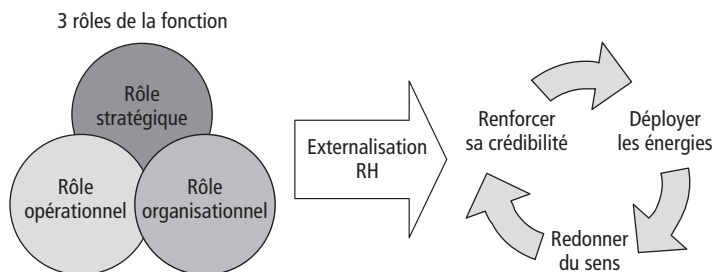 3 rôles de la fonction
Rôle
stratégique
Rôle
opérationnel
Rôle
organisationnel
Externalisation
RH
Renforcer
sa crédibilité
Déployer
les énergies
Redonner
du sens